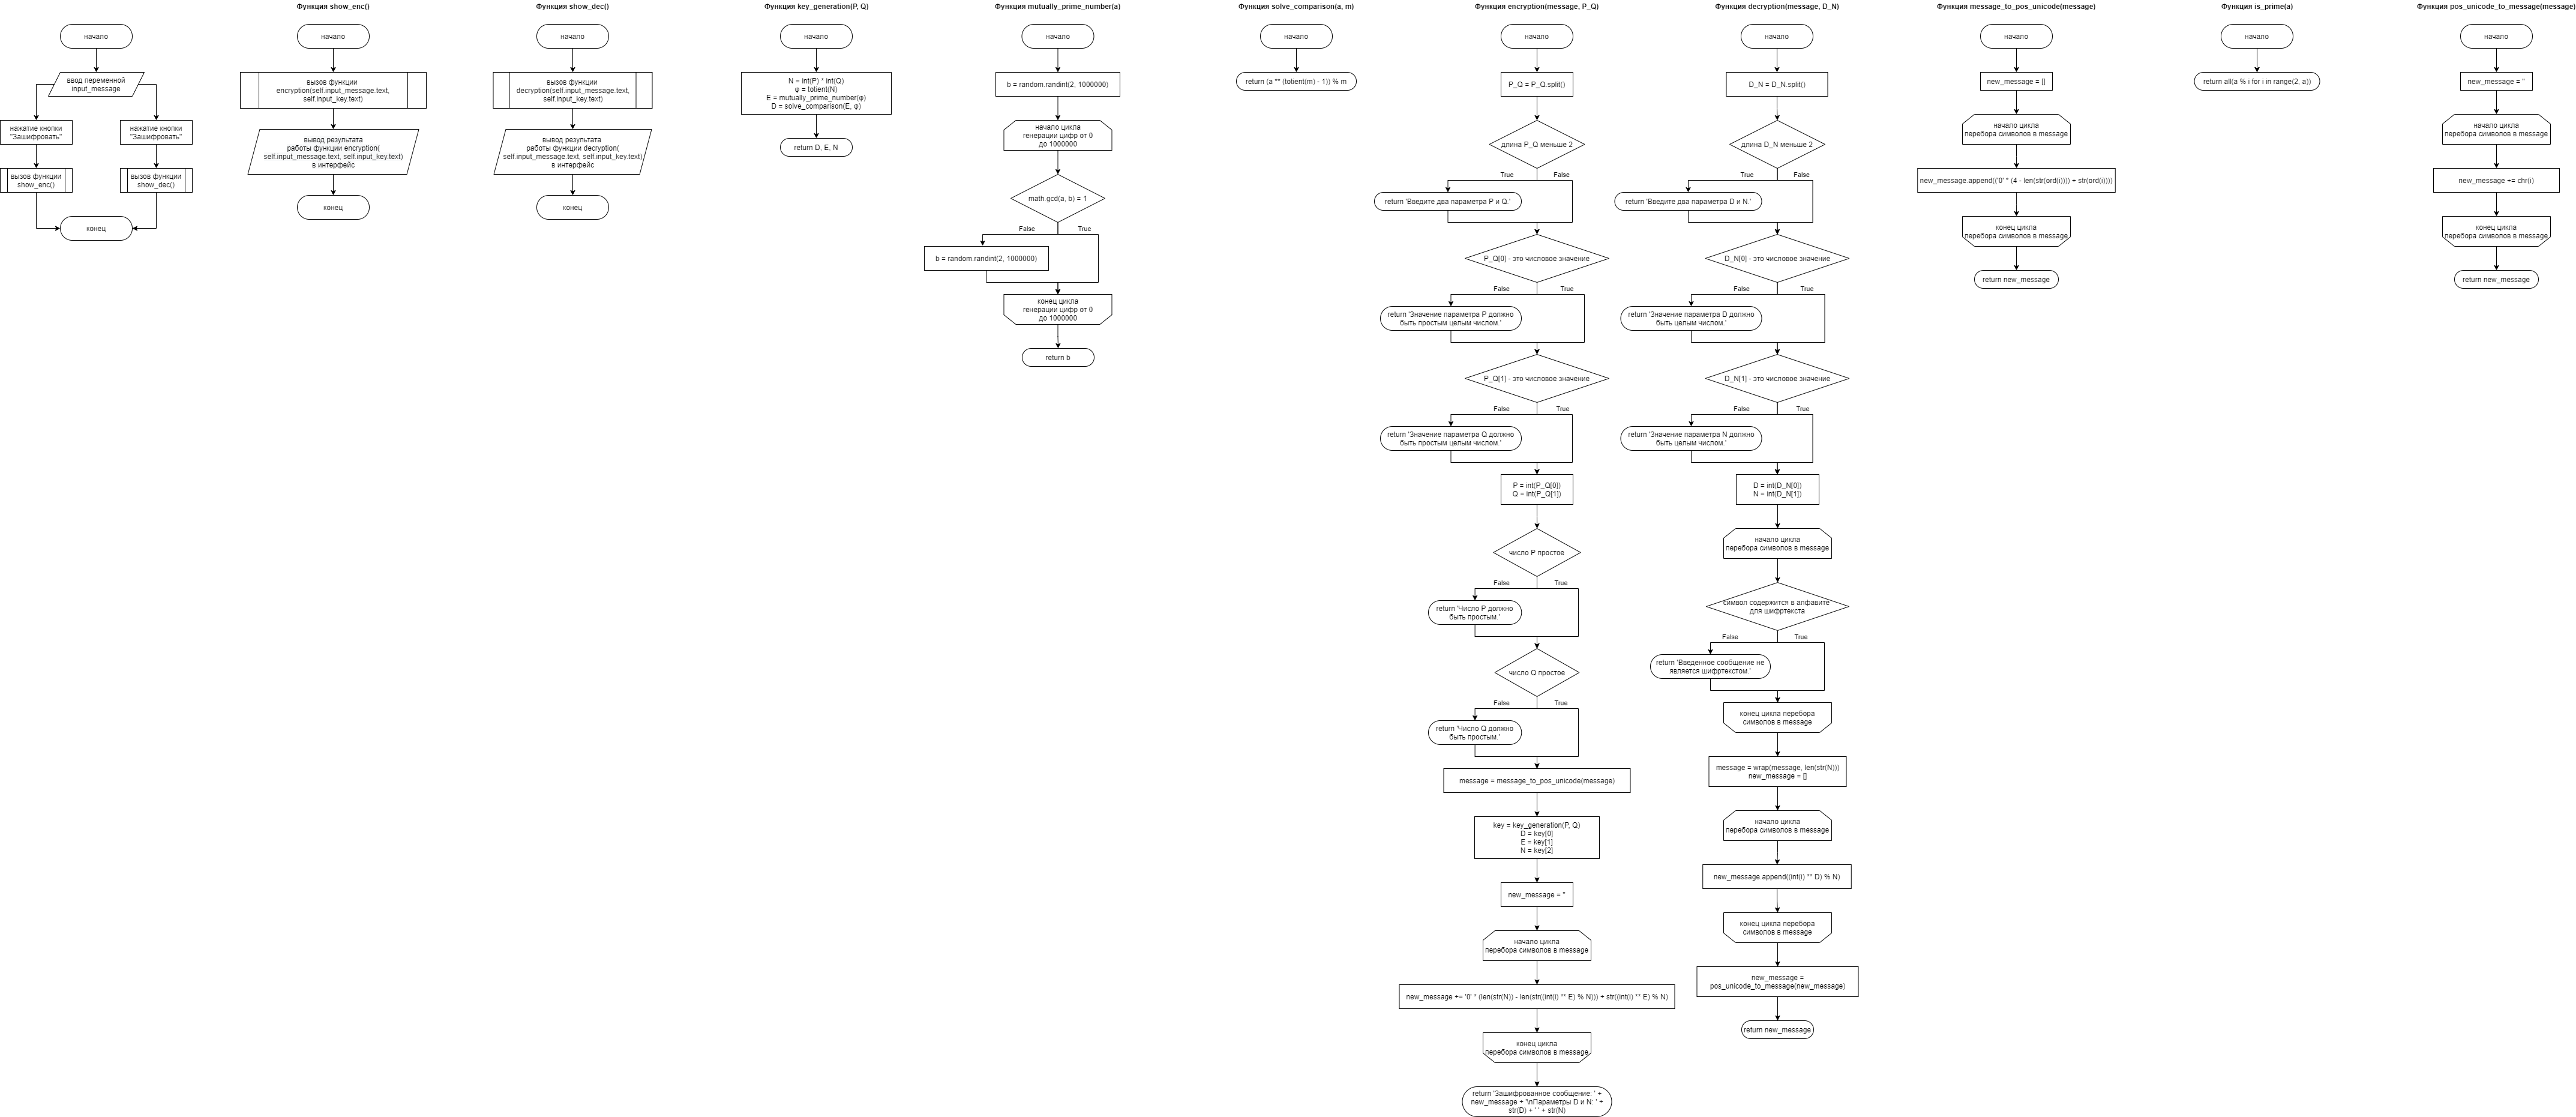 начало
ввод переменной
input_message
нажатие кнопки
"Зашифровать"
нажатие кнопки
"Зашифровать"
вызов функции
show_enc()
вызов функции
show_dec()
конец
Функция show_enc()
начало
вызов функции
encryption(self.input_message.text,
self.input_key.text)
вывод результата
работы функции encryption(
self.input_message.text, self.input_key.text)
в интерфейс
конец
Функция show_dec()
начало
вызов функции
decryption(self.input_message.text,
self.input_key.text)
вывод результата
работы функции decryption(
self.input_message.text, self.input_key.text)
в интерфейс
конец
Функция key_generation(P, Q)
начало
N = int(P) * int(Q)
φ = totient(N)
E = mutually_prime_number(φ)
D = solve_comparison(E, φ)
return D, E, N
Функция mutually_prime_number(a)
начало
b = random.randint(2, 1000000)
начало цикла
генерации цифр от 0
до 1000000
math.gcd(a, b) = 1
False
True
b = random.randint(2, 1000000)
конец цикла
генерации цифр от 0
до 1000000
return b
Функция solve_comparison(a, m)
начало
return (a ** (totient(m) - 1)) % m
Функция encryption(message, P_Q)
начало
P_Q = P_Q.split()
длина P_Q меньше 2
True
False
return 'Введите два параметра P и Q.'
P_Q[0] - это числовое значение
False
True
return 'Значение параметра P должно
быть простым целым числом.'
P_Q[1] - это числовое значение
False
True
return 'Значение параметра Q должно
быть простым целым числом.'
P = int(P_Q[0])
Q = int(P_Q[1])
число P простое
False
True
return 'Число P должно
быть простым.'
число Q простое
False
True
return 'Число Q должно
быть простым.'
message = message_to_pos_unicode(message)
key = key_generation(P, Q)
D = key[0]
E = key[1]
N = key[2]
new_message = ''
начало цикла
перебора символов в message
new_message += '0' * (len(str(N)) - len(str((int(i) ** E) % N))) + str((int(i) ** E) % N)
конец цикла
перебора символов в message
return 'Зашифрованное сообщение: ' +
new_message + '\nПараметры D и N: ' +
str(D) + ' ' + str(N)
Функция decryption(message, D_N)
начало
D_N = D_N.split()
длина D_N меньше 2
True
False
return 'Введите два параметра D и N.'
D_N[0] - это числовое значение
False
True
return 'Значение параметра D должно
быть целым числом.'
D_N[1] - это числовое значение
False
True
return 'Значение параметра N должно
быть целым числом.'
D = int(D_N[0])
N = int(D_N[1])
начало цикла
перебора символов в message
символ содержится в алфавите
для шифртекста
False
True
return 'Введенное сообщение не
является шифртекстом.'
конец цикла перебора
символов в message
message = wrap(message, len(str(N)))
new_message = []
начало цикла
перебора символов в message
new_message.append((int(i) ** D) % N)
конец цикла перебора
символов в message
new_message =
pos_unicode_to_message(new_message)
return new_message
Функция message_to_pos_unicode(message)
начало
new_message = []
начало цикла
перебора символов в message
new_message.append(('0' * (4 - len(str(ord(i)))) + str(ord(i))))
конец цикла
перебора символов в message
return new_message
Функция is_prime(a)
начало
return all(a % i for i in range(2, a))
Функция pos_unicode_to_message(message)
начало
new_message = ''
начало цикла
перебора символов в message
new_message += chr(i)
конец цикла
перебора символов в message
return new_message